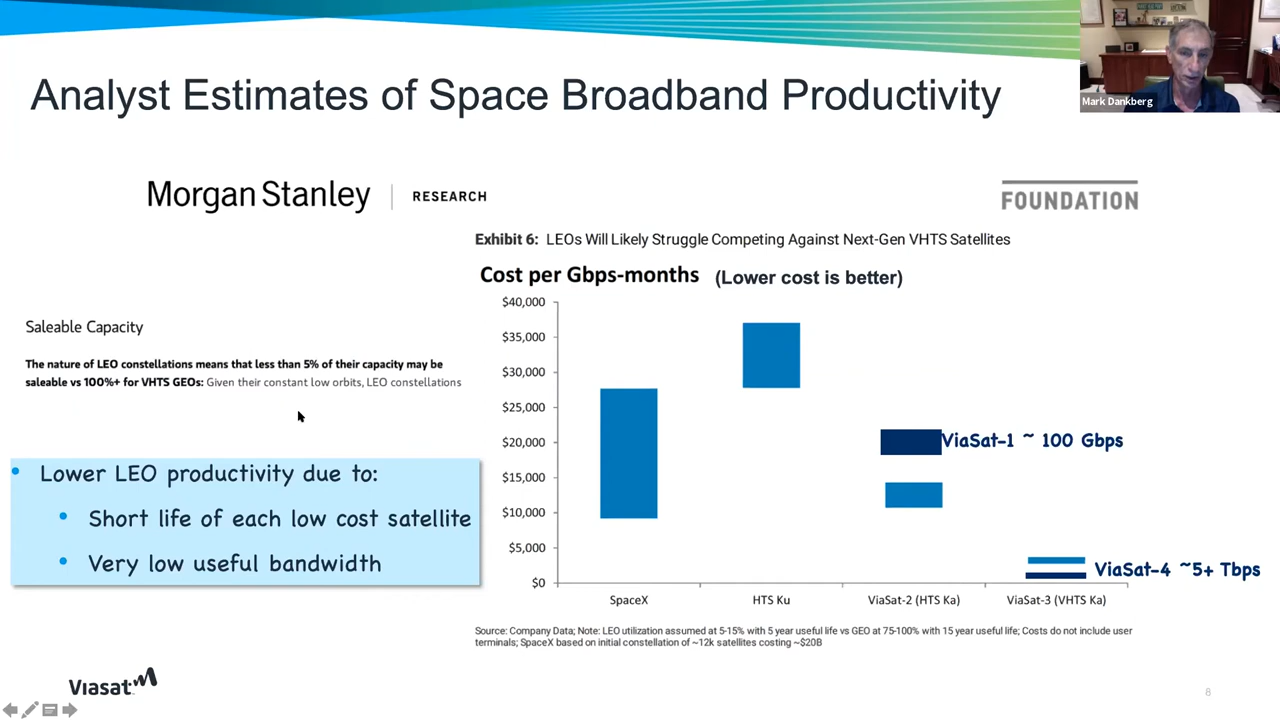 Analyst Estimates of Space Broadband Productivity
Mark Dankberg
Morgan Stanley | RESEARCH
FOUNDATION
Exhibit 6: LEOs Will Likely Struggle Competing Against Next-Gen VHTS Satellites
Cost per Gbps-months (Lower cost is better)
Saleable Capacity
The nature of LEO constellations means that less than 5% of their capacity may be
saleable vs 100%+ for VHTS GEOs: Given their constant low orbits, LEO constellations
• Lower LEO productivity due to:
• Short life of each low cost satellite
• Very low useful bandwidth
$40,000
$35,000
$30,000
$25,000
$20,000
$15,000
$10,000
$5,000
$0
ViaSat-1 ~ 100 Gbps
ViaSat-4 ~5+ Tbps
SpaceX
HTS Ku
ViaSat-2 (HTS Ka)
ViaSat-3 (VHTS Ka)
Source: Company Data; Note: LEO utilization assumed at 5-15% with 5 year useful life vs GEO at 75-100% with 15 year useful life; Costs do not include user
terminals; SpaceX based on initial constellation of ~12k satellites costing ~$20B
Viasat
8